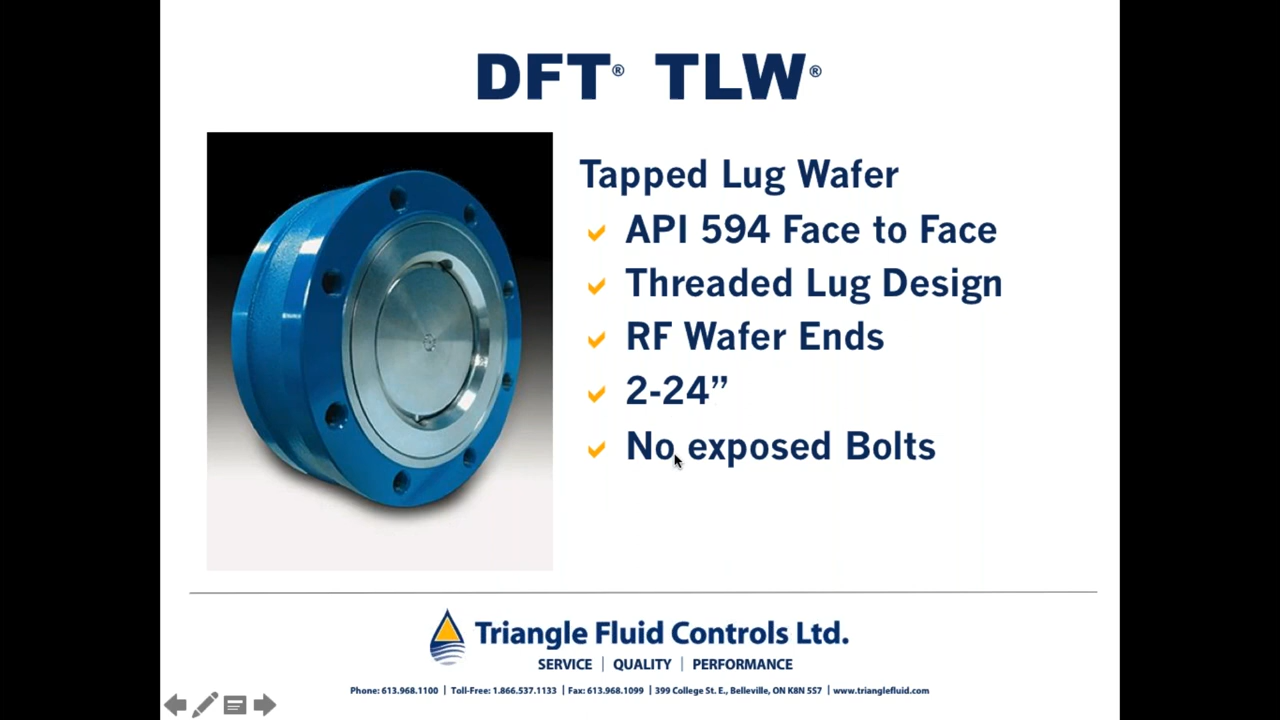 DFT® TLW®
Tapped Lug Wafer
API 594 Face to Face
Threaded Lug Design
RF Wafer Ends
2-24”
No exposed Bolts
Triangle Fluid Controls Ltd.
SERVICE | QUALITY | PERFORMANCE
Phone: 613.968.1100 | Toll-Free: 1.866.537.1133 | Fax: 613.968.1099 | 399 College St. E., Belleville, ON K8N 5S7 | www.trianglefluid.com